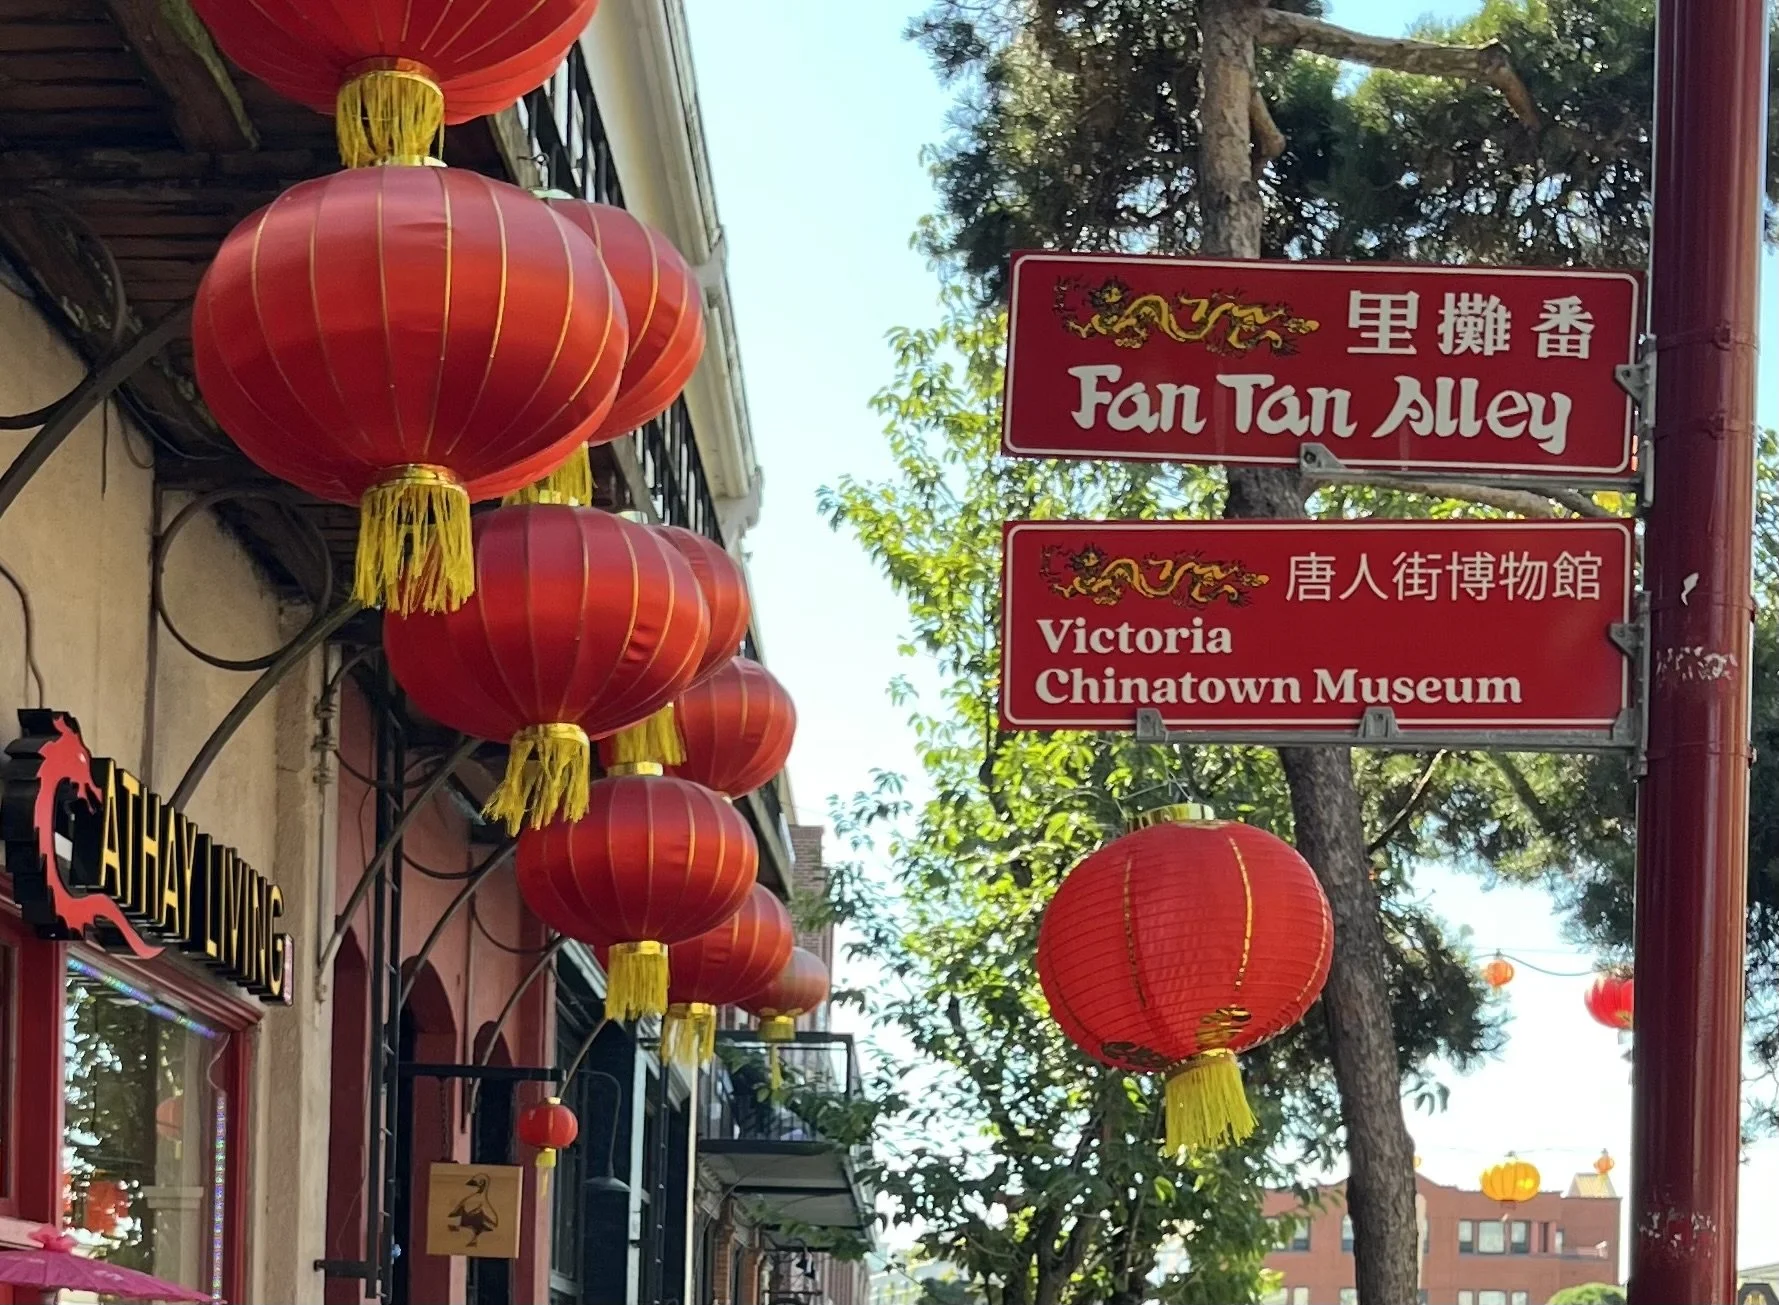 里攤番
Fan Tan Alley
唐人街博物館
Victoria
Chinatown Museum
CATHAY LIVING